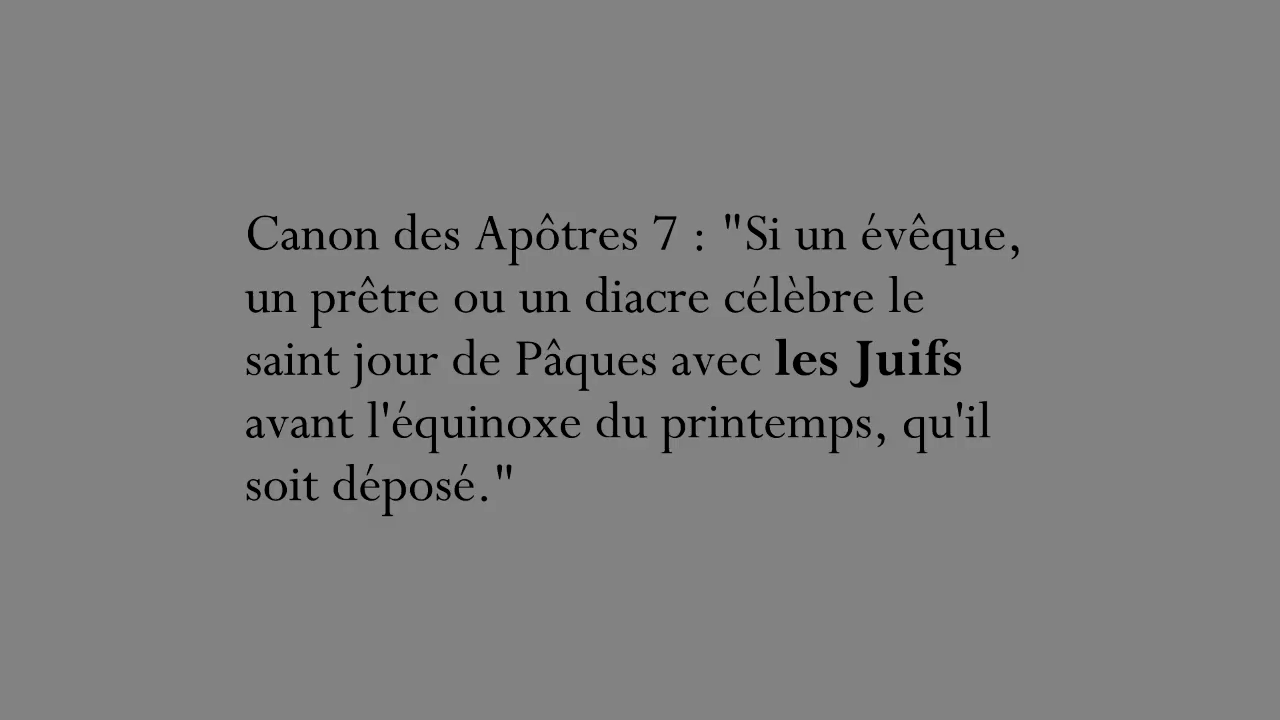 Canon des Apôtres 7 : "Si un évêque,
un prêtre ou un diacre célèbre le
saint jour de Pâques avec les Juifs
avant l'équinoxe du printemps, qu'il
soit déposé."